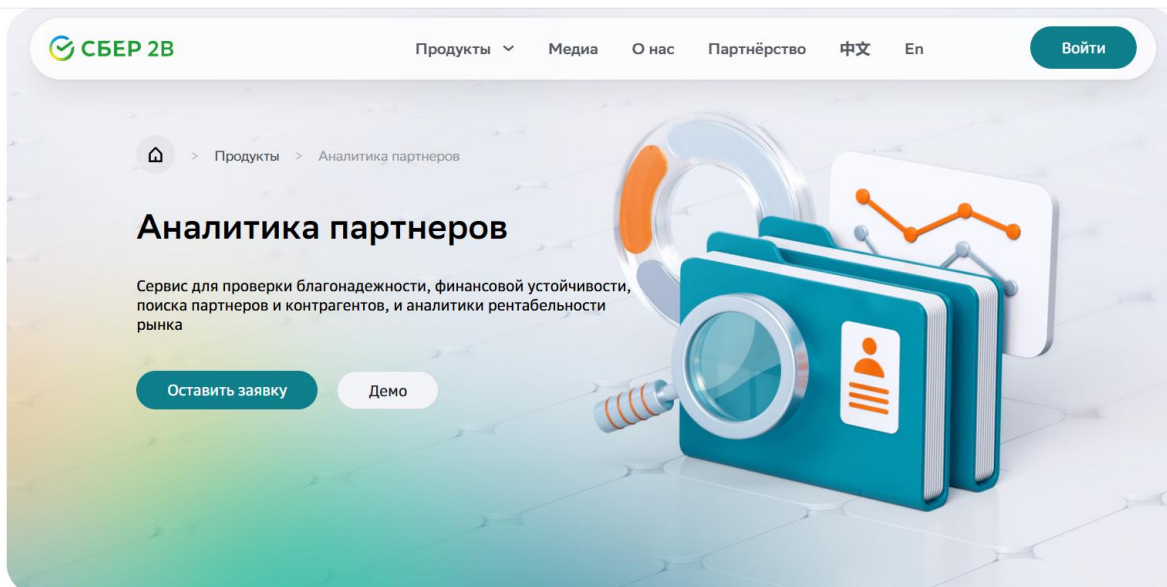 СБЕР 2B
Продукты Медиа О нас Партнёрство 中文 En Войти
> Продукты > Аналитика партнеров
Аналитика партнеров
Сервис для проверки благонадежности, финансовой устойчивости,
поиска партнеров и контрагентов, и аналитики рентабельности
рынка
Оставить заявку Демо